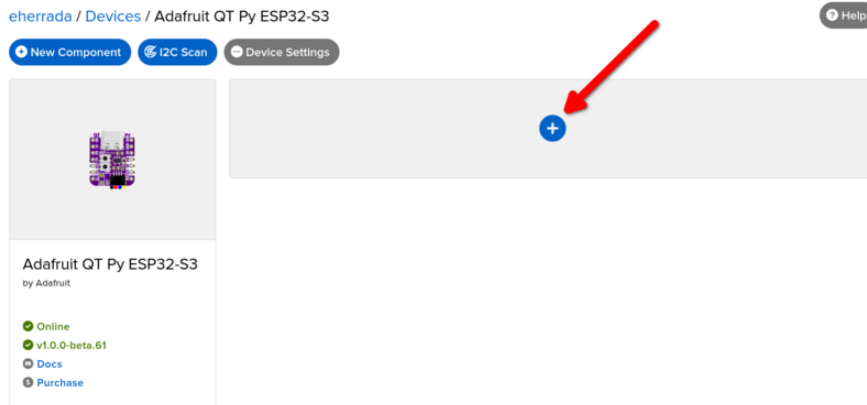 eherrada / Devices / Adafruit QT Py ESP32-S3
Help
New Component I2C Scan Device Settings
Adafruit QT Py ESP32-S3
by Adafruit
Online
v1.0.0-beta.61
Docs
Purchase